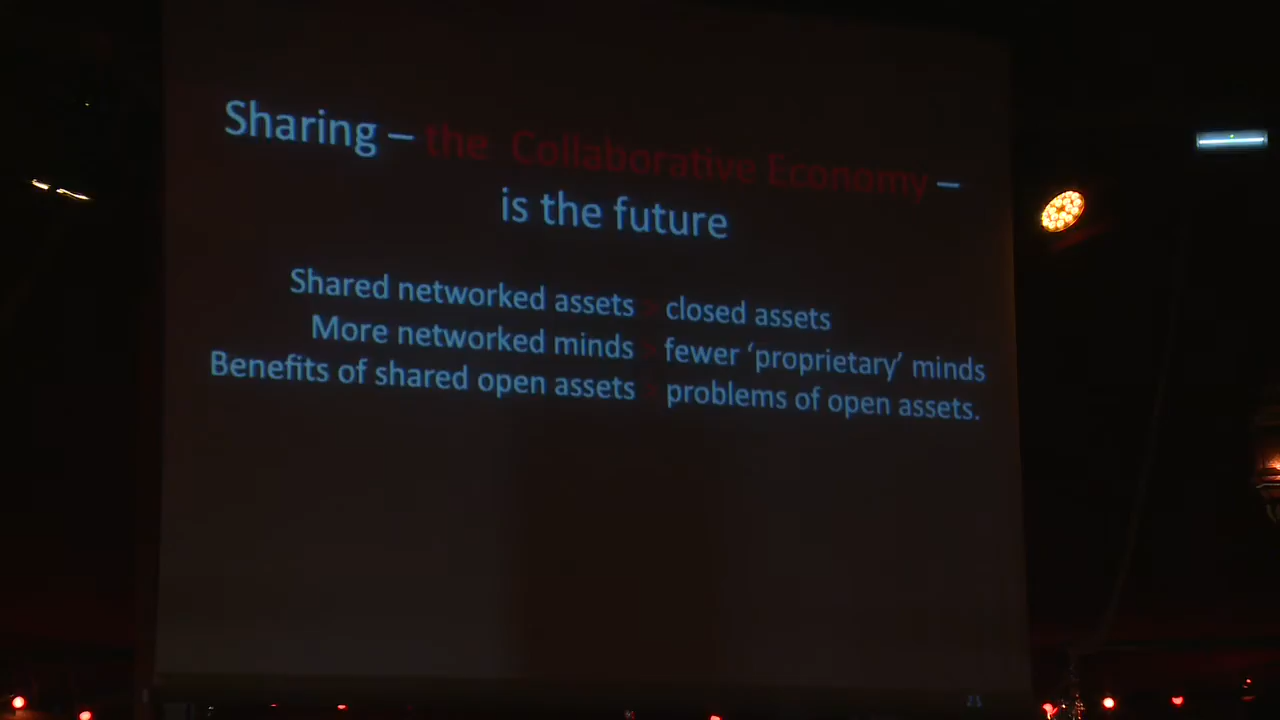 Sharing – the Collaborative Economy –
is the future
Shared networked assets > closed assets
More networked minds > fewer ‘proprietary’ minds
Benefits of shared open assets > problems of open assets.
23